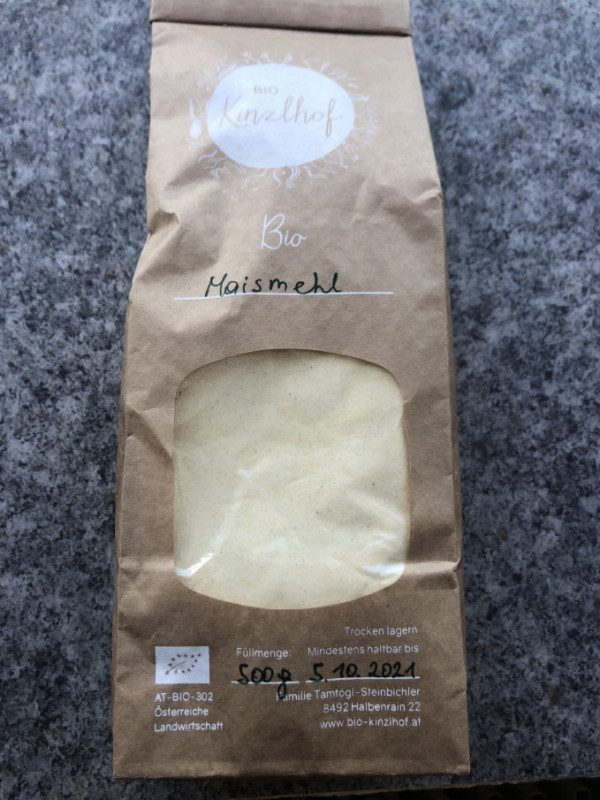 BIO
Kinzlhof
Bio
Maismehl
Trocken lagern
Füllmenge: Mindestens haltbar bis
500g 5.10.2021
AT-BIO-302
Österreiche
Landwirtschaft
Familie Tamtögl-Steinbichler
8492 Halbenrain 22
www.bio-kinzlhof.at